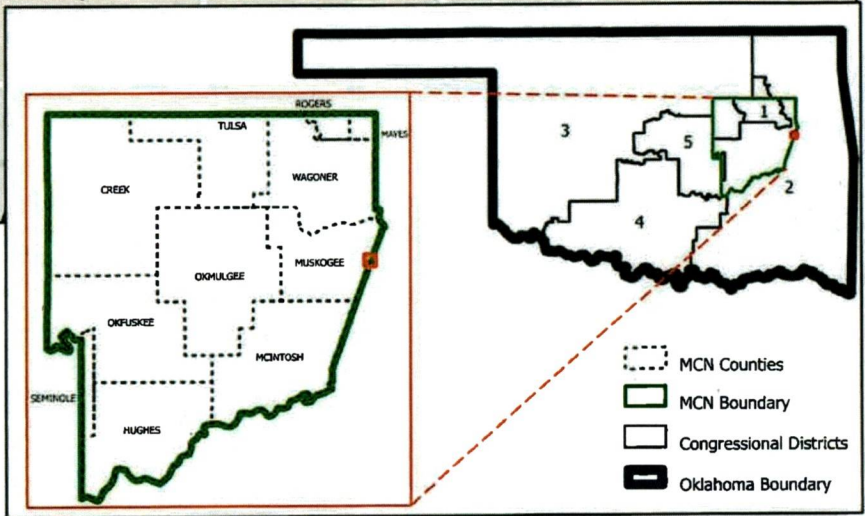 ROGERS
TULSA
MAYES
CREEK
WAGONER
OKMULGEE
MUSKOGEE
OKFUSKEE
MCINTOSH
SEMINOLE
HUGHES
3
5
1
2
4
MCN Counties
MCN Boundary
Congressional Districts
Oklahoma Boundary